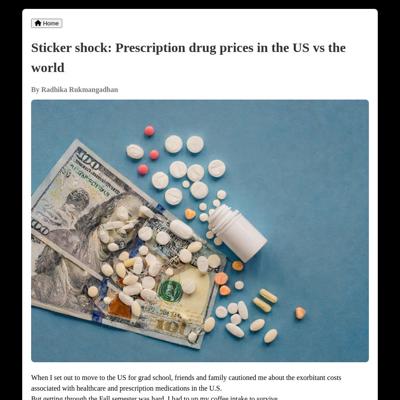 Home
Sticker shock: Prescription drug prices in the US vs the
world
By Radhika Rukmangadhan
100
100
When I set out to move to the US for grad school, friends and family cautioned me about the exorbitant costs
associated with healthcare and prescription medications in the U.S.
But getting through the Fall semester was hard. I had to up my coffee intake to survive